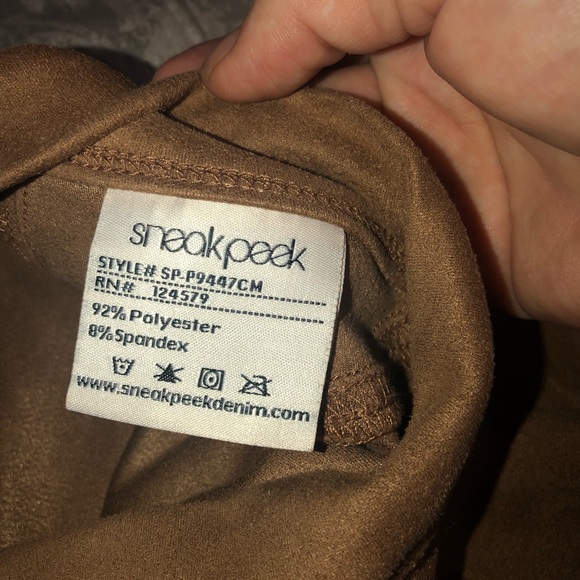 sneakpeek
STYLE# SP-P9447CM
RN# 124579
92% Polyester
8% Spandex
www.sneakpeekdenim.com